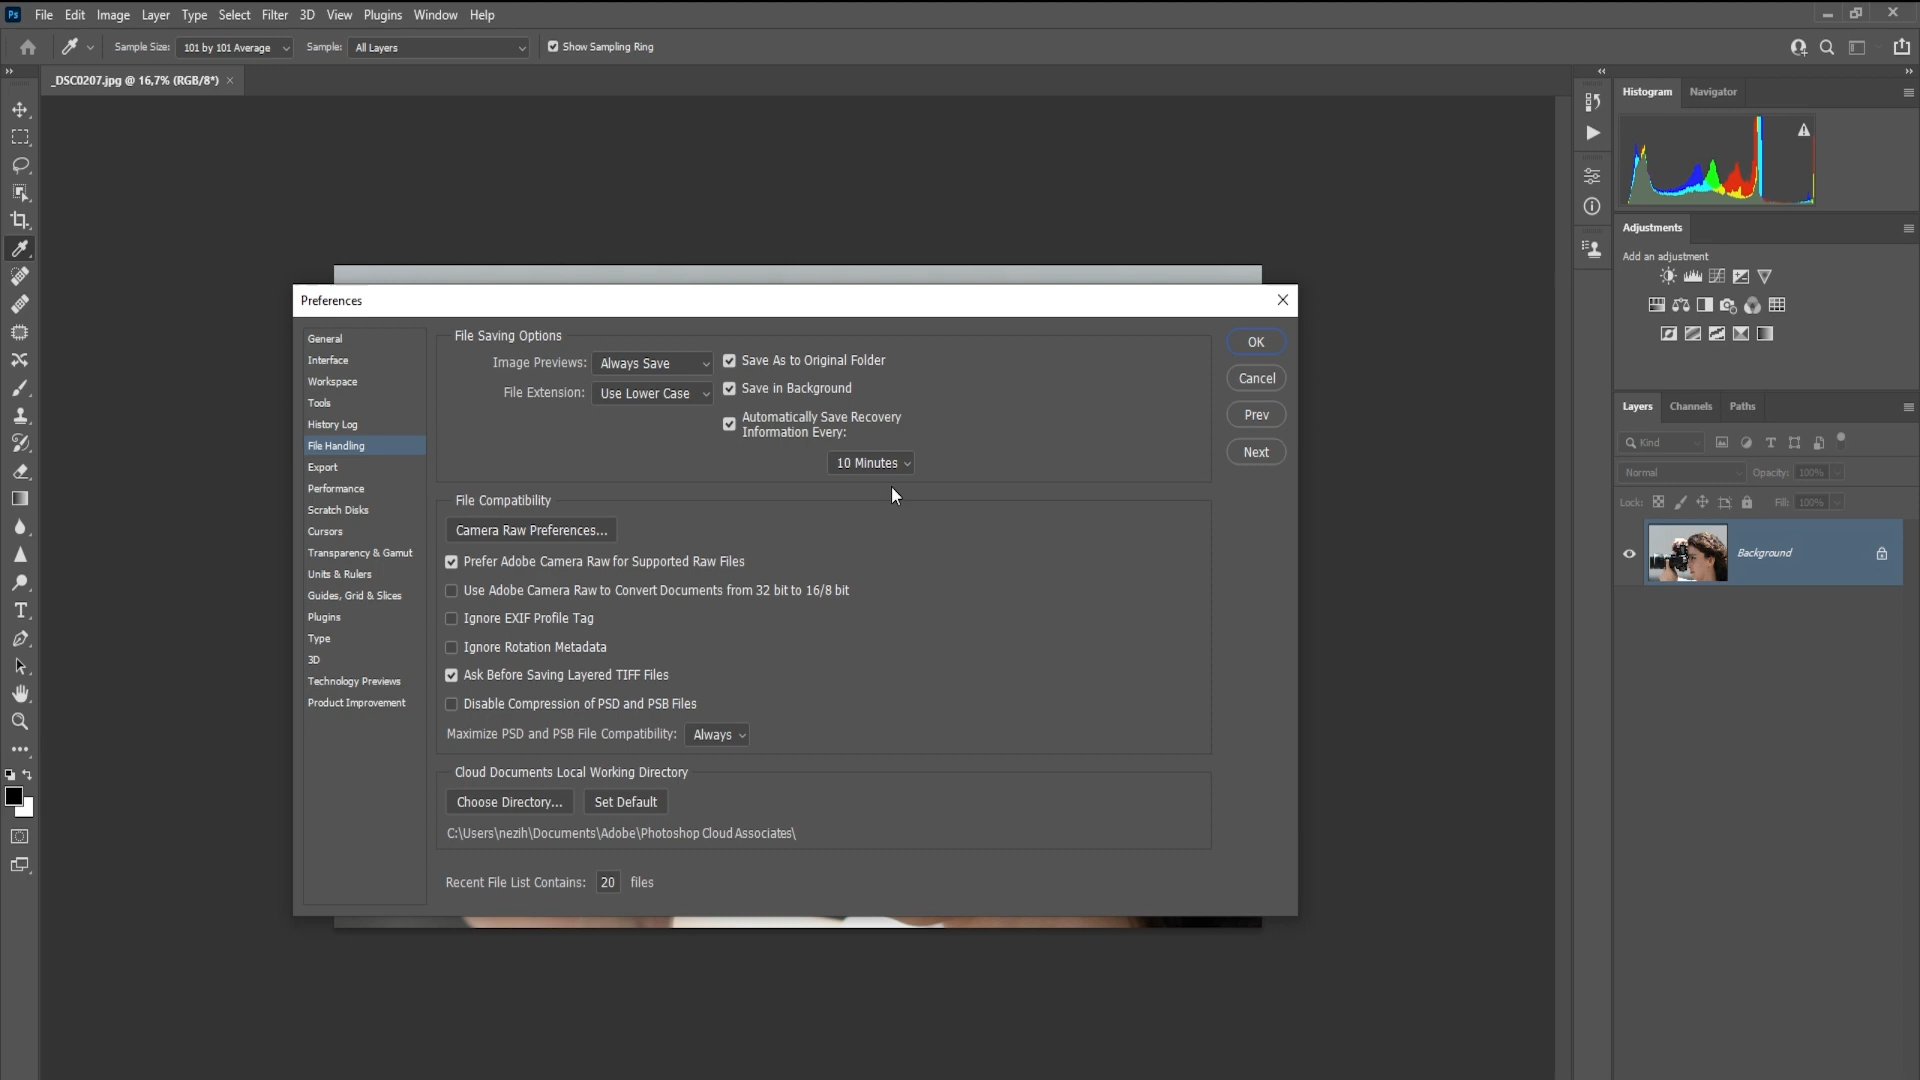 Ps File Edit Image Layer Type Select Filter 3D View Plugins Window Help
Sample Size: 101 by 101 Average Sample: All Layers Show Sampling Ring
_DSC0207.jpg @ 16,7% (RGB/8*)
Histogram Navigator
Adjustments
Add an adjustment
Layers Channels Paths
Kind
Normal Opacity: 100%
Lock: Fill: 100%
Background
Preferences
General
Interface
Workspace
Tools
History Log
File Handling
Export
Performance
Scratch Disks
Cursors
Transparency & Gamut
Units & Rulers
Guides, Grid & Slices
Plugins
Type
3D
Technology Previews
Product Improvement
File Saving Options
Image Previews: Always Save
File Extension: Use Lower Case
Save As to Original Folder
Save in Background
Automatically Save Recovery
Information Every:
10 Minutes
File Compatibility
Camera Raw Preferences...
Prefer Adobe Camera Raw for Supported Raw Files
Use Adobe Camera Raw to Convert Documents from 32 bit to 16/8 bit
Ignore EXIF Profile Tag
Ignore Rotation Metadata
Ask Before Saving Layered TIFF Files
Disable Compression of PSD and PSB Files
Maximize PSD and PSB File Compatibility: Always
Cloud Documents Local Working Directory
Choose Directory... Set Default
C:\Users\nezih\Documents\Adobe\Photoshop Cloud Associates\
Recent File List Contains: 20 files
OK
Cancel
Prev
Next